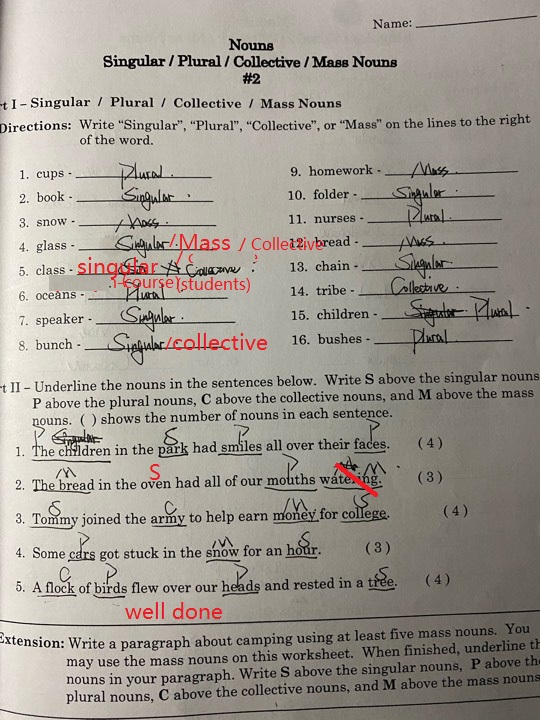 Name:
Nouns
Singular / Plural / Collective / Mass Nouns
#2
rt I – Singular / Plural / Collective / Mass Nouns
Directions: Write "Singular", "Plural", "Collective", or "Mass" on the lines to the right
of the word.
1. cups - Plural.
2. book - Singular.
3. snow - Mass.
4. glass - Singular. /Mass / Collective
5. class - singular / Collective.
1-course (students)
6. oceans - Plural.
7. speaker - Singular.
8. bunch - Singular /collective
9. homework - Mass.
10. folder - Singular.
11. nurses - Plural.
12. bread - Mass.
13. chain - Singular.
14. tribe - Collective.
15. children - Singular Plural.
16. bushes - Plural.
rt II – Underline the nouns in the sentences below. Write S above the singular nouns
P above the plural nouns, C above the collective nouns, and M above the mass
nouns. ( ) shows the number of nouns in each sentence.
P Singular S P P
1. The children in the park had smiles all over their faces. (4)
M S P M
2. The bread in the oven had all of our mouths watering. (3)
S C M S
3. Tommy joined the army to help earn money for college. (4)
P M S
4. Some cars got stuck in the snow for an hour. (3)
C P P S
5. A flock of birds flew over our heads and rested in a tree. (4)
well done
Extension: Write a paragraph about camping using at least five mass nouns. You
may use the mass nouns on this worksheet. When finished, underline th
nouns in your paragraph. Write S above the singular nouns, P above the
plural nouns, C above the collective nouns, and M above the mass nouns